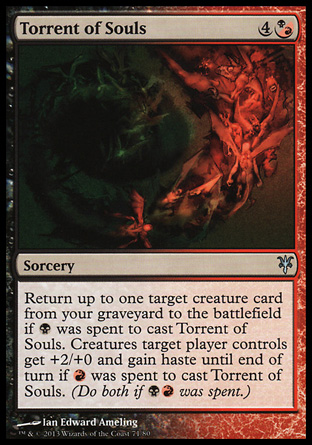 Torrent of Souls 4
Sorcery
Return up to one target creature card
from your graveyard to the battlefield
if was spent to cast Torrent of
Souls. Creatures target player controls
get +2/+0 and gain haste until end of
turn if was spent to cast Torrent of
Souls. (Do both if was spent.)
Ian Edward Ameling
™ & © 2013 Wizards of the Coast 74/80